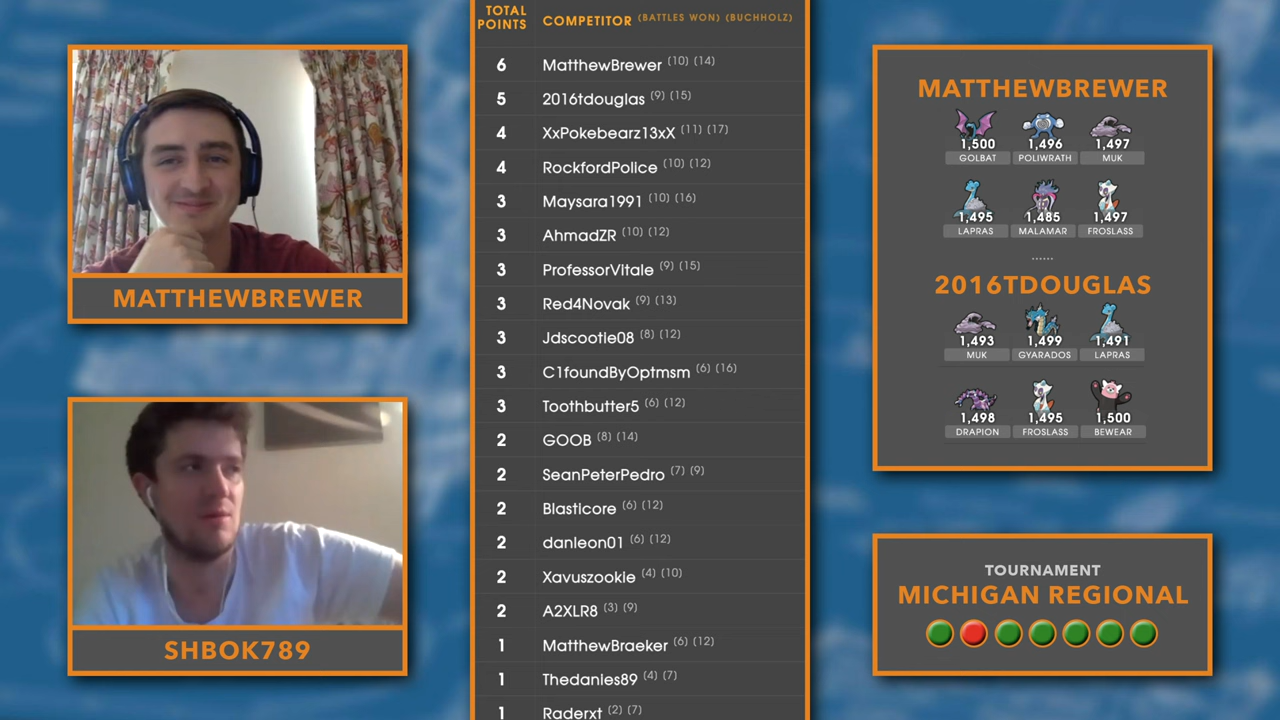 MATTHEWBREWER
SHBOK789
TOTAL POINTS COMPETITOR (BATTLES WON) (BUCHHOLZ)
6 MatthewBrewer (10) (14)
5 2016tdouglas (9) (15)
4 XxPokebearz13xX (11) (17)
4 RockfordPolice (10) (12)
3 Maysara1991 (10) (16)
3 AhmadZR (10) (12)
3 ProfessorVItale (9) (15)
3 Red4Novak (9) (13)
3 Jdscootie08 (8) (12)
3 C1foundByOptmsm (6) (16)
3 Toothbutter5 (6) (12)
2 GOOB (8) (14)
2 SeanPeterPedro (7) (9)
2 Blasticore (6) (12)
2 danleon01 (6) (12)
2 Xavuszookie (4) (10)
2 A2XLR8 (3) (9)
1 MatthewBraeker (6) (12)
1 Thedanies89 (4) (7)
1 Raderxt (2) (7)
MATTHEWBREWER
1,500 1,496 1,497
GOLBAT POLIWRATH MUK
1,495 1,485 1,497
LAPRAS MALAMAR FROSLASS
......
2016TDOUGLAS
1,493 1,499 1,491
MUK GYARADOS LAPRAS
1,498 1,495 1,500
DRAPION FROSLASS BEWEAR
TOURNAMENT
MICHIGAN REGIONAL